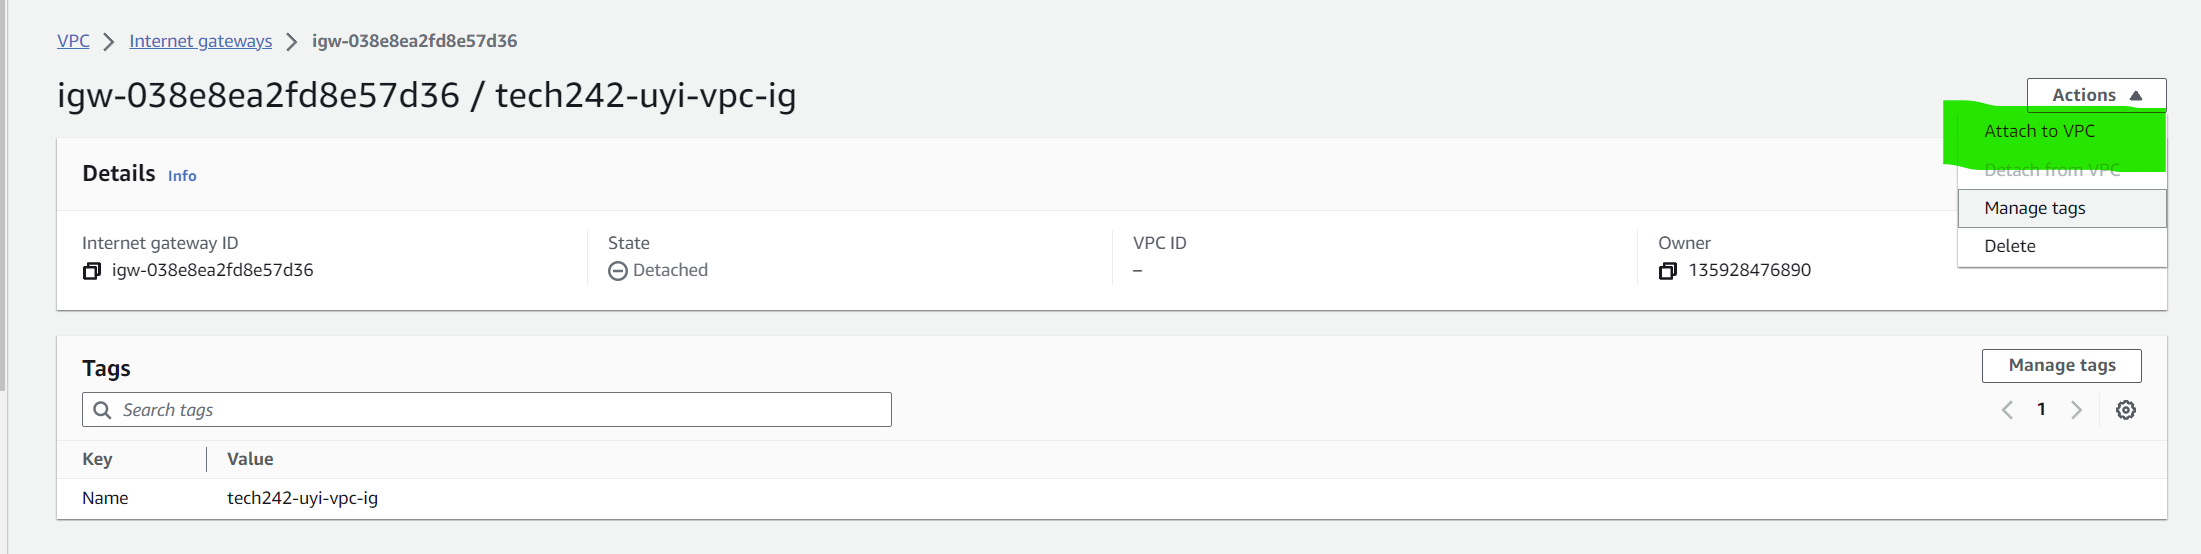 VPC > Internet gateways > igw-038e8ea2fd8e57d36
igw-038e8ea2fd8e57d36 / tech242-uyi-vpc-ig
Actions
Attach to VPC
Detach from VPC
Manage tags
Delete
Details Info
Internet gateway ID
igw-038e8ea2fd8e57d36
State
Detached
VPC ID
–
Owner
135928476890
Tags
Manage tags
Search tags
1
Key Value
Name tech242-uyi-vpc-ig